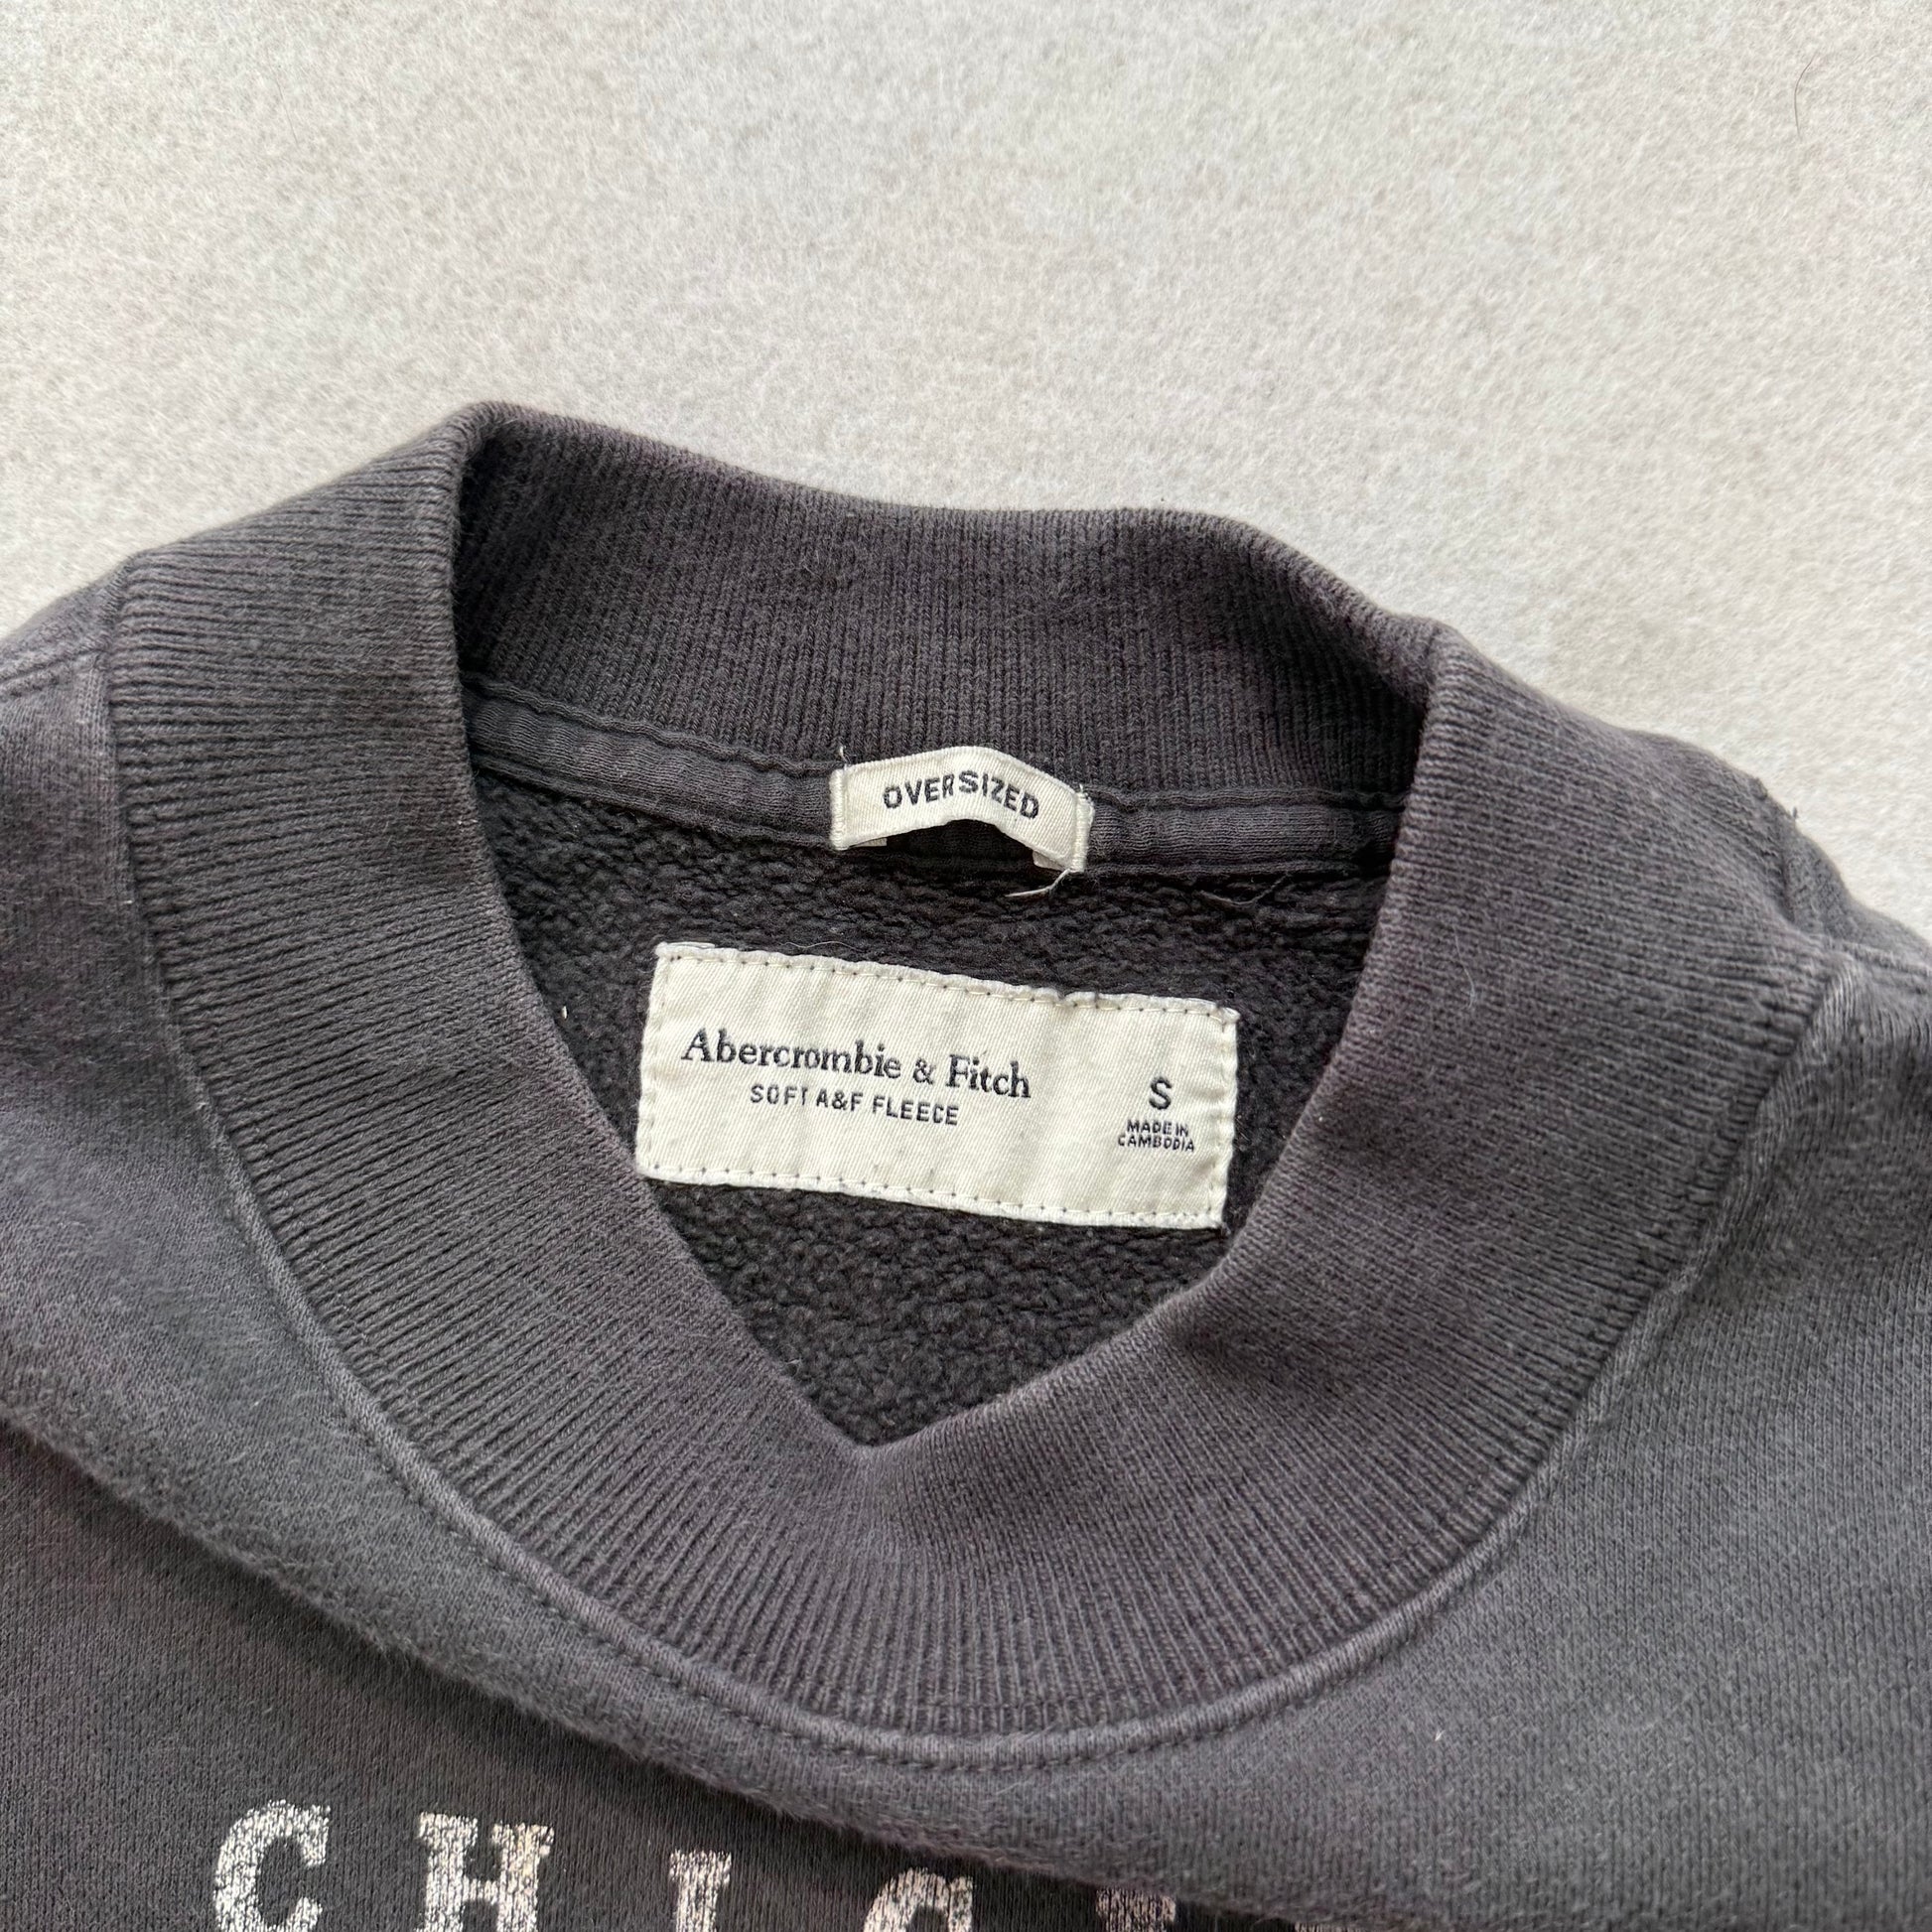 OVERSIZED
Abercrombie & Fitch
SOFT A&F FLEECE
S
MADE IN
CAMBODIA